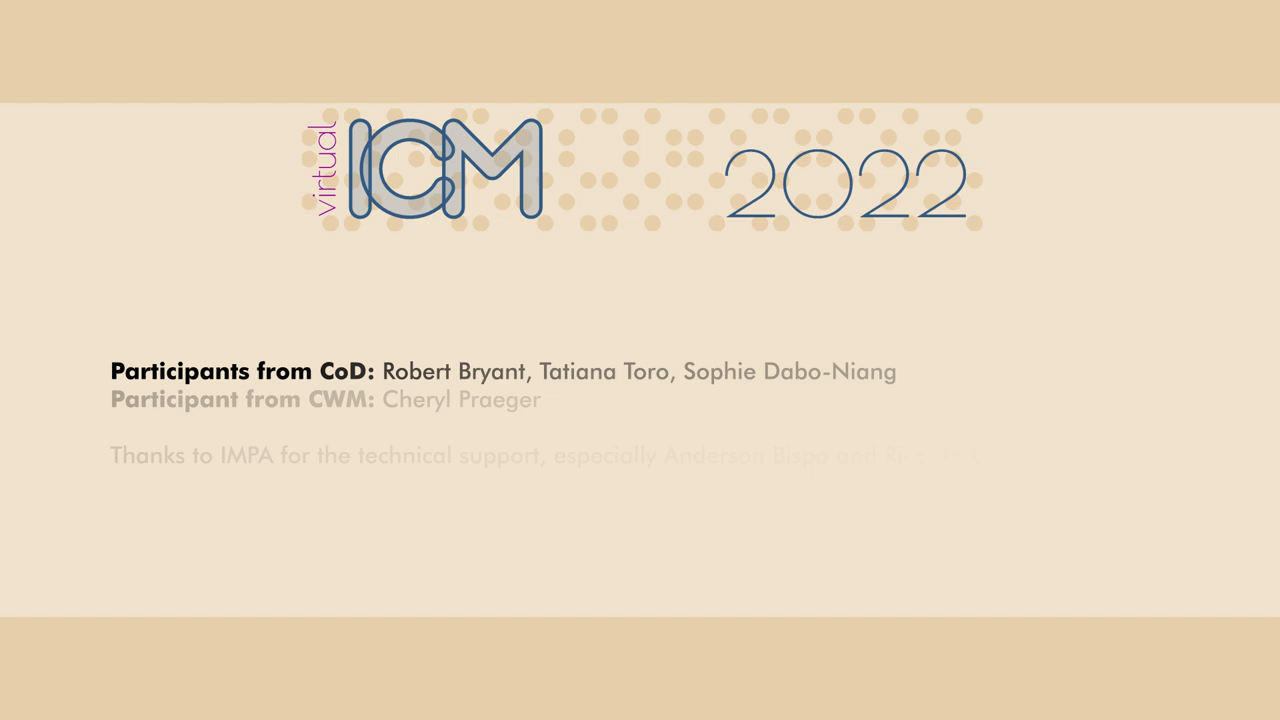 virtual ICM 2022
Participants from CoD: Robert Bryant, Tatiana Toro, Sophie Dabo-Niang
Participant from CWM: Cheryl Praeger
Thanks to IMPA for the technical support, especially Anderson Bispo and